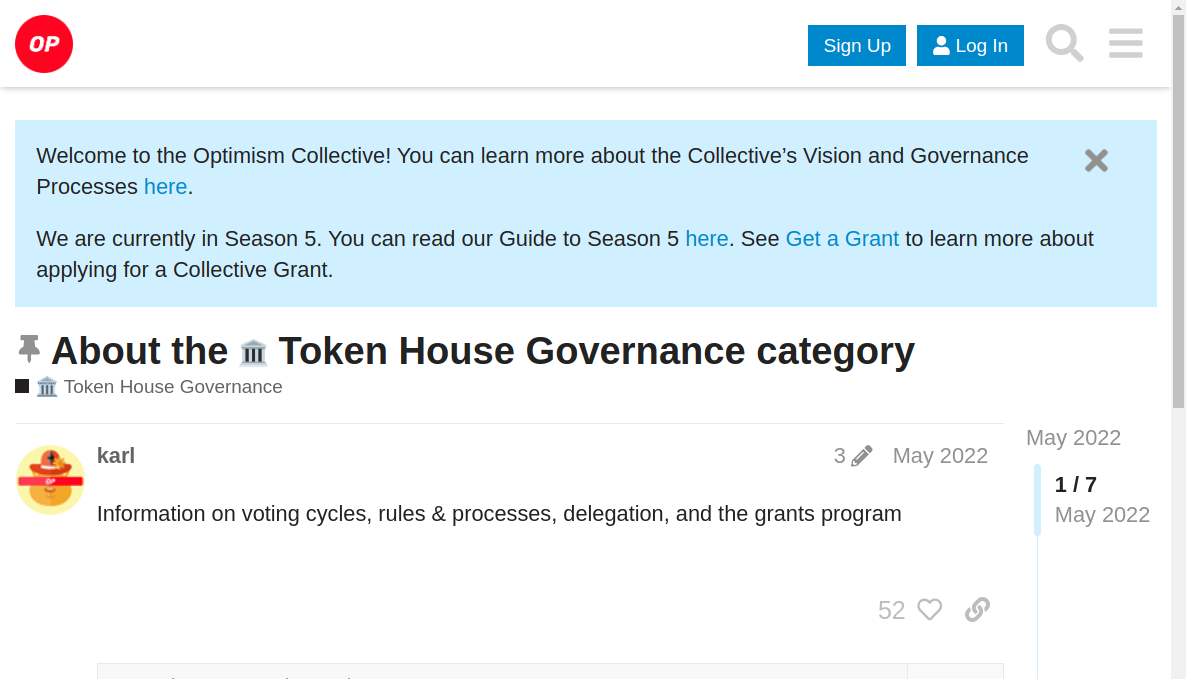 OP
Sign Up
Log In
Welcome to the Optimism Collective! You can learn more about the Collective’s Vision and Governance
Processes here.
We are currently in Season 5. You can read our Guide to Season 5 here. See Get a Grant to learn more about
applying for a Collective Grant.
About the 🏛 Token House Governance category
🏛 Token House Governance
karl
3
May 2022
Information on voting cycles, rules & processes, delegation, and the grants program
52
May 2022
1 / 7
May 2022